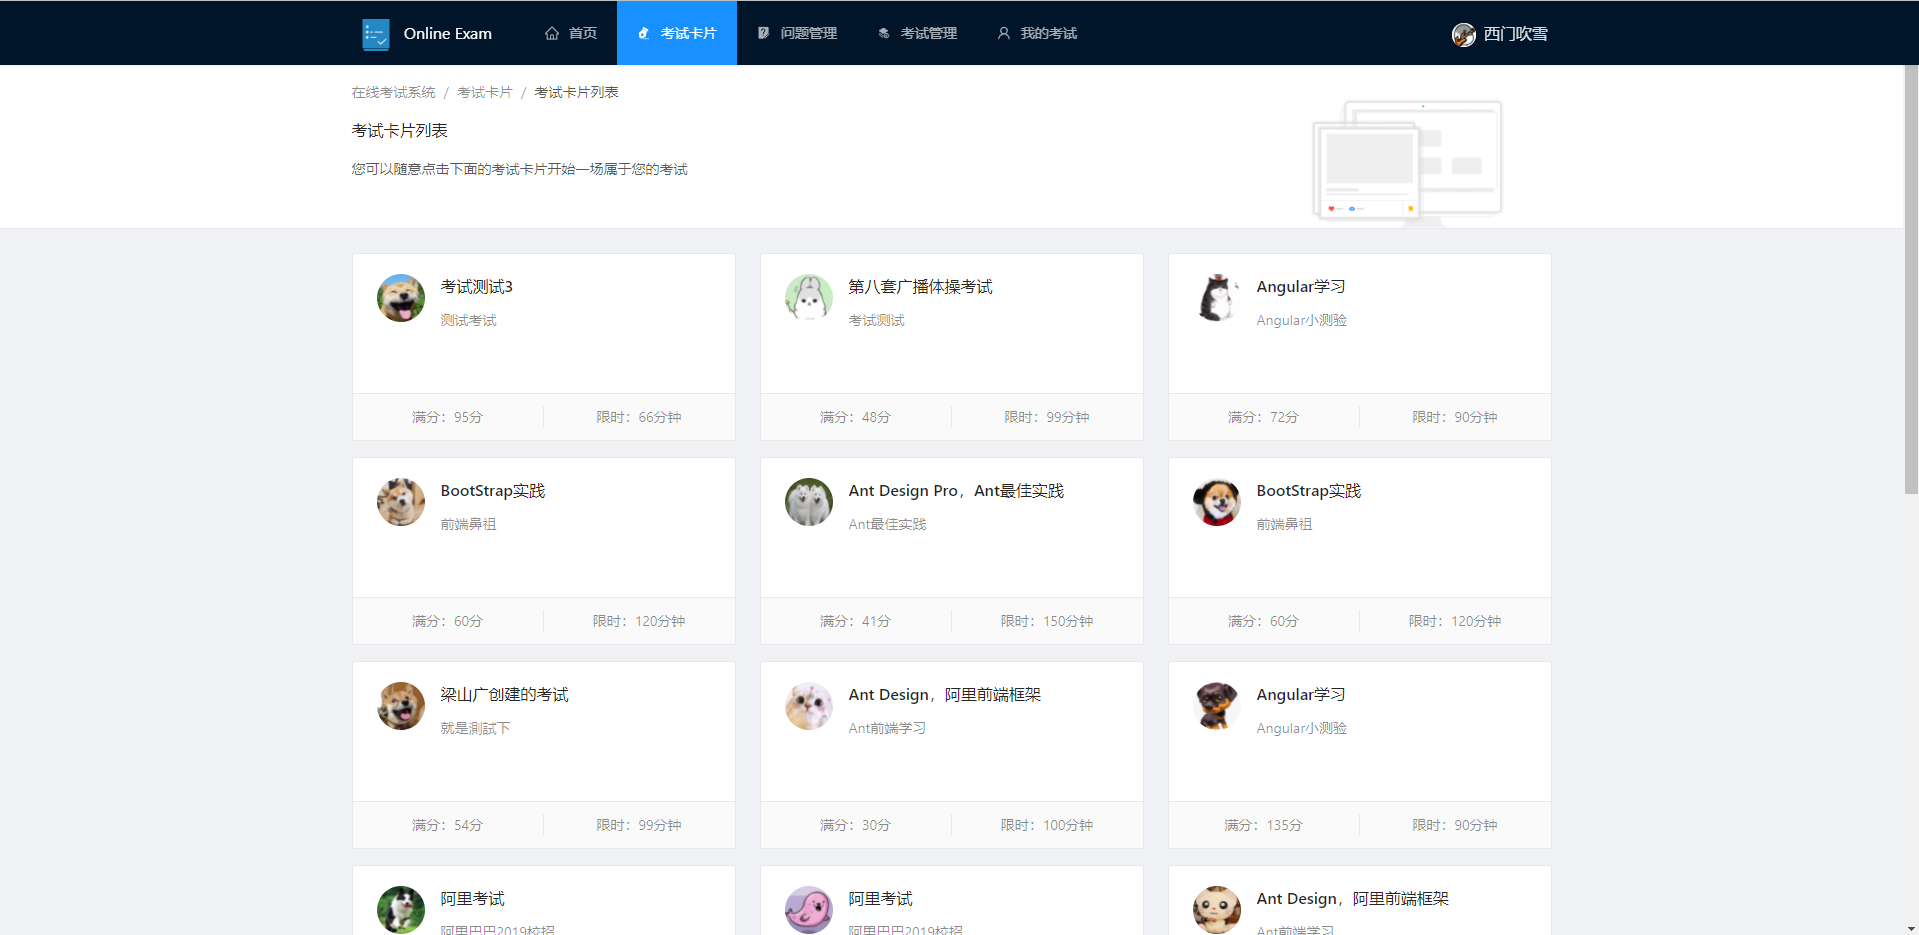 Online Exam 首页 考试卡片 问题管理 考试管理 我的考试 西门吹雪
在线考试系统 / 考试卡片 / 考试卡片列表
考试卡片列表
您可以随意点击下面的考试卡片开始一场属于您的考试
考试测试3
测试考试
满分：95分 限时：66分钟
第八套广播体操考试
考试测试
满分：48分 限时：99分钟
Angular学习
Angular小测验
满分：72分 限时：90分钟
BootStrap实践
前端鼻祖
满分：60分 限时：120分钟
Ant Design Pro，Ant最佳实践
Ant最佳实践
满分：41分 限时：150分钟
BootStrap实践
前端鼻祖
满分：60分 限时：120分钟
梁山广创建的考试
就是測試下
满分：54分 限时：99分钟
Ant Design，阿里前端框架
Ant前端学习
满分：30分 限时：100分钟
Angular学习
Angular小测验
满分：135分 限时：90分钟
阿里考试
阿里巴巴2019校招
阿里考试
阿里巴巴2019校招
Ant Design，阿里前端框架
Ant前端学习